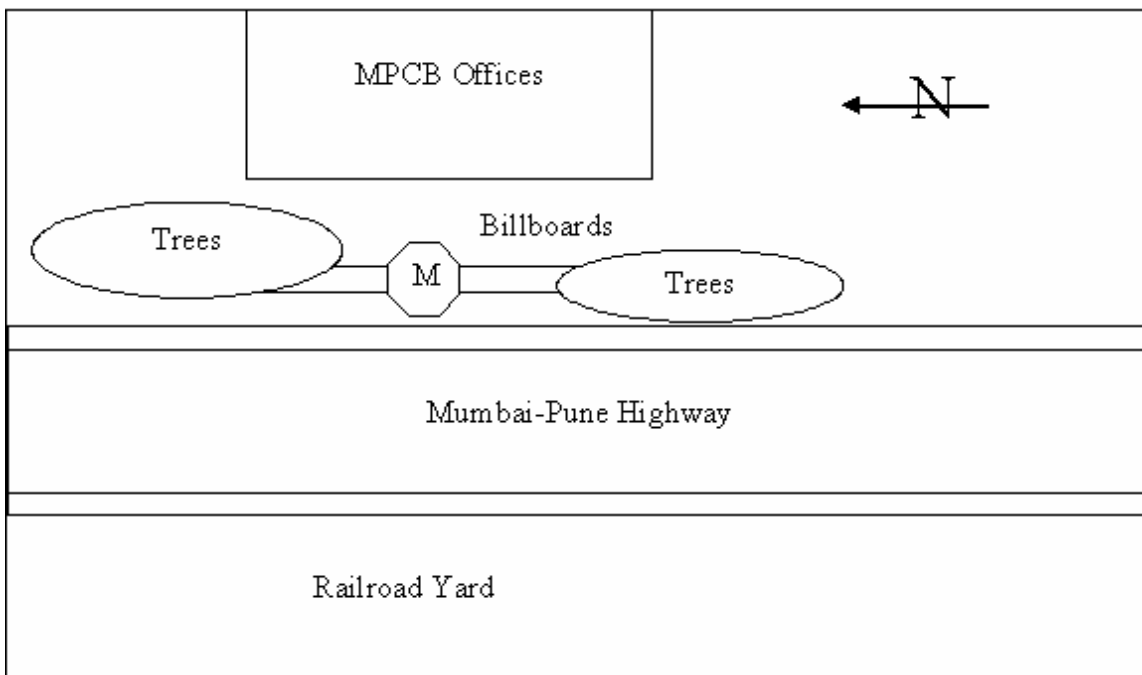 MPCB Offices
N
Billboards
Trees
M
Trees
Mumbai-Pune Highway
Railroad Yard